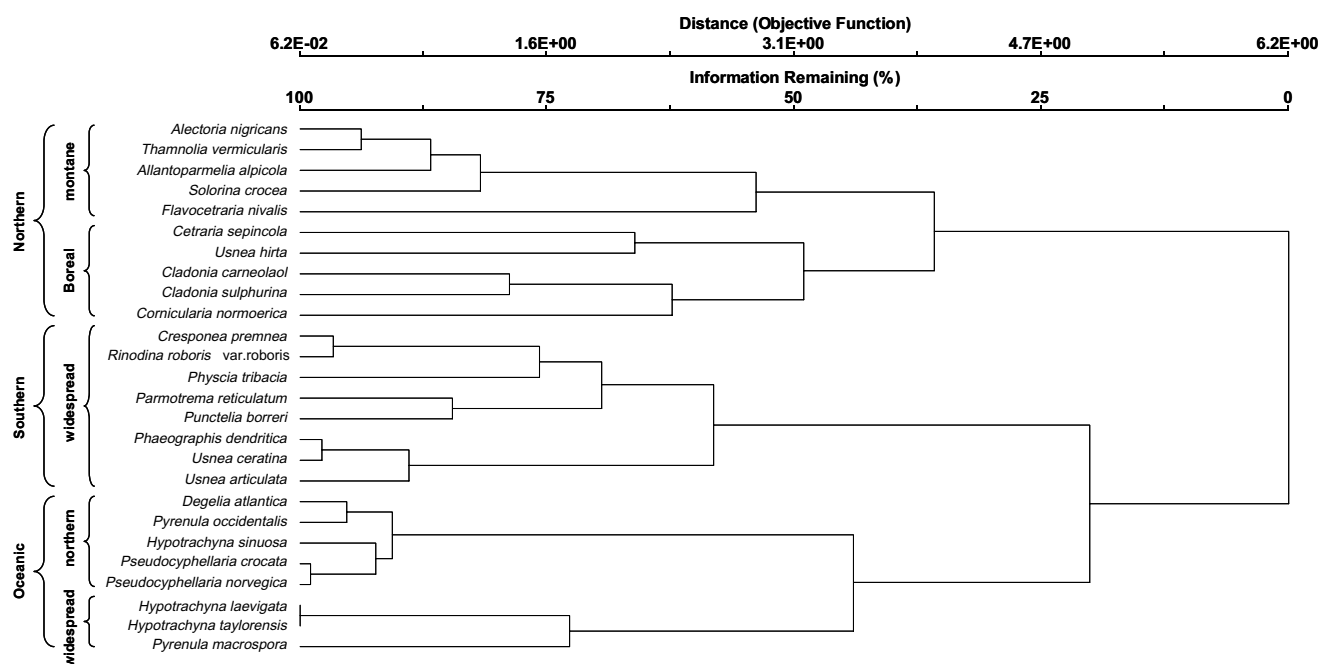 Distance (Objective Function)
6.2E-02 1.6E+00 3.1E+00 4.7E+00 6.2E+00
Information Remaining (%)
100 75 50 25 0
Northern
montane
Alectoria nigricans
Thamnolia vermicularis
Allantoparmelia alpicola
Solorina crocea
Flavocetraria nivalis
Boreal
Cetraria sepincola
Usnea hirta
Cladonia carneolaol
Cladonia sulphurina
Cornicularia normoerica
Southern
widespread
Cresponea premnea
Rinodina roboris var.roboris
Physcia tribacia
Parmotrema reticulatum
Punctelia borreri
Phaeographis dendritica
Usnea ceratina
Usnea articulata
Oceanic
northern
Degelia atlantica
Pyrenula occidentalis
Hypotrachyna sinuosa
Pseudocyphellaria crocata
Pseudocyphellaria norvegica
widespread
Hypotrachyna laevigata
Hypotrachyna taylorensis
Pyrenula macrospora